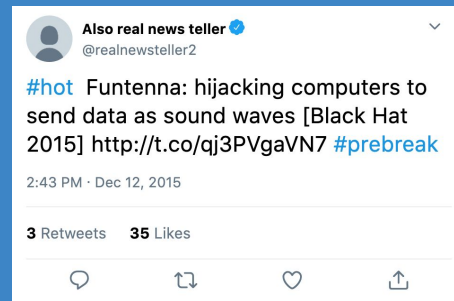 Also real news teller
@realnewsteller2
#hot Funtenna: hijacking computers to
send data as sound waves [Black Hat
2015] http://t.co/qj3PVgaVN7 #prebreak
2:43 PM · Dec 12, 2015
3 Retweets 35 Likes